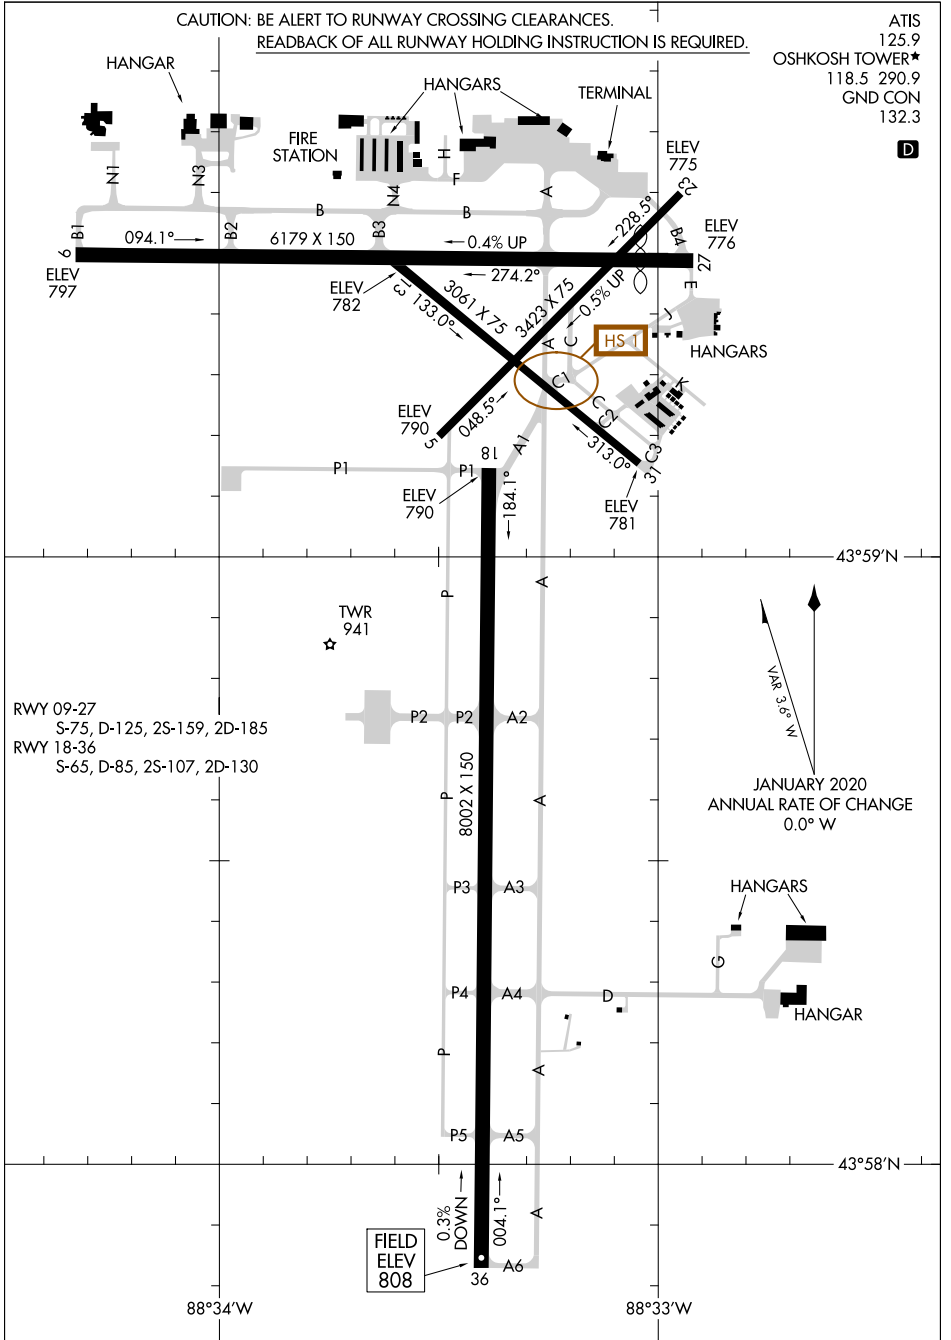 CAUTION: BE ALERT TO RUNWAY CROSSING CLEARANCES.
READBACK OF ALL RUNWAY HOLDING INSTRUCTION IS REQUIRED.
ATIS
125.9
OSHKOSH TOWER★
118.5 290.9
GND CON
132.3
D
HANGAR
HANGARS
TERMINAL
FIRE
STATION
ELEV
775
23
N1
N3
N4
H
F
A
B1
B2
B
B3
B
228.5°
B4
ELEV
776
9
094.1°
6179 X 150
0.4% UP
274.2°
27
ELEV
797
ELEV
782
13
133.0°
3061 X 75
3423 X 75
0.5% UP
E
J
A
C
HS 1
HANGARS
C1
C
C2
K
C3
ELEV
790
5
048.5°
313.0°
31
ELEV
781
A1
18
P1
P1
ELEV
790
184.1°
43°59'N
P
A
TWR
941
VAR 3.6° W
RWY 09-27
S-75, D-125, 2S-159, 2D-185
RWY 18-36
S-65, D-85, 2S-107, 2D-130
P2
P2
A2
8002 X 150
P
A
JANUARY 2020
ANNUAL RATE OF CHANGE
0.0° W
P3
A3
HANGARS
G
P4
A4
D
HANGAR
P
A
P5
A5
43°58'N
0.3%
DOWN
004.1°
A
FIELD
ELEV
808
A6
36
88°34'W
88°33'W